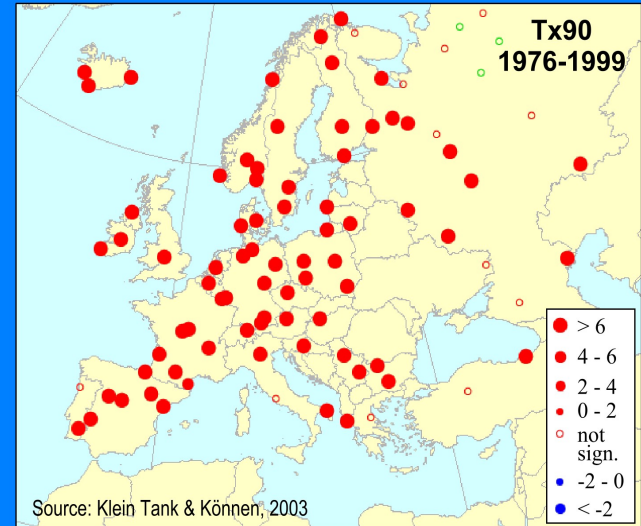 Tx90
1976-1999
> 6
4 - 6
2 - 4
0 - 2
not
sign.
-2 - 0
< -2
Source: Klein Tank & Können, 2003